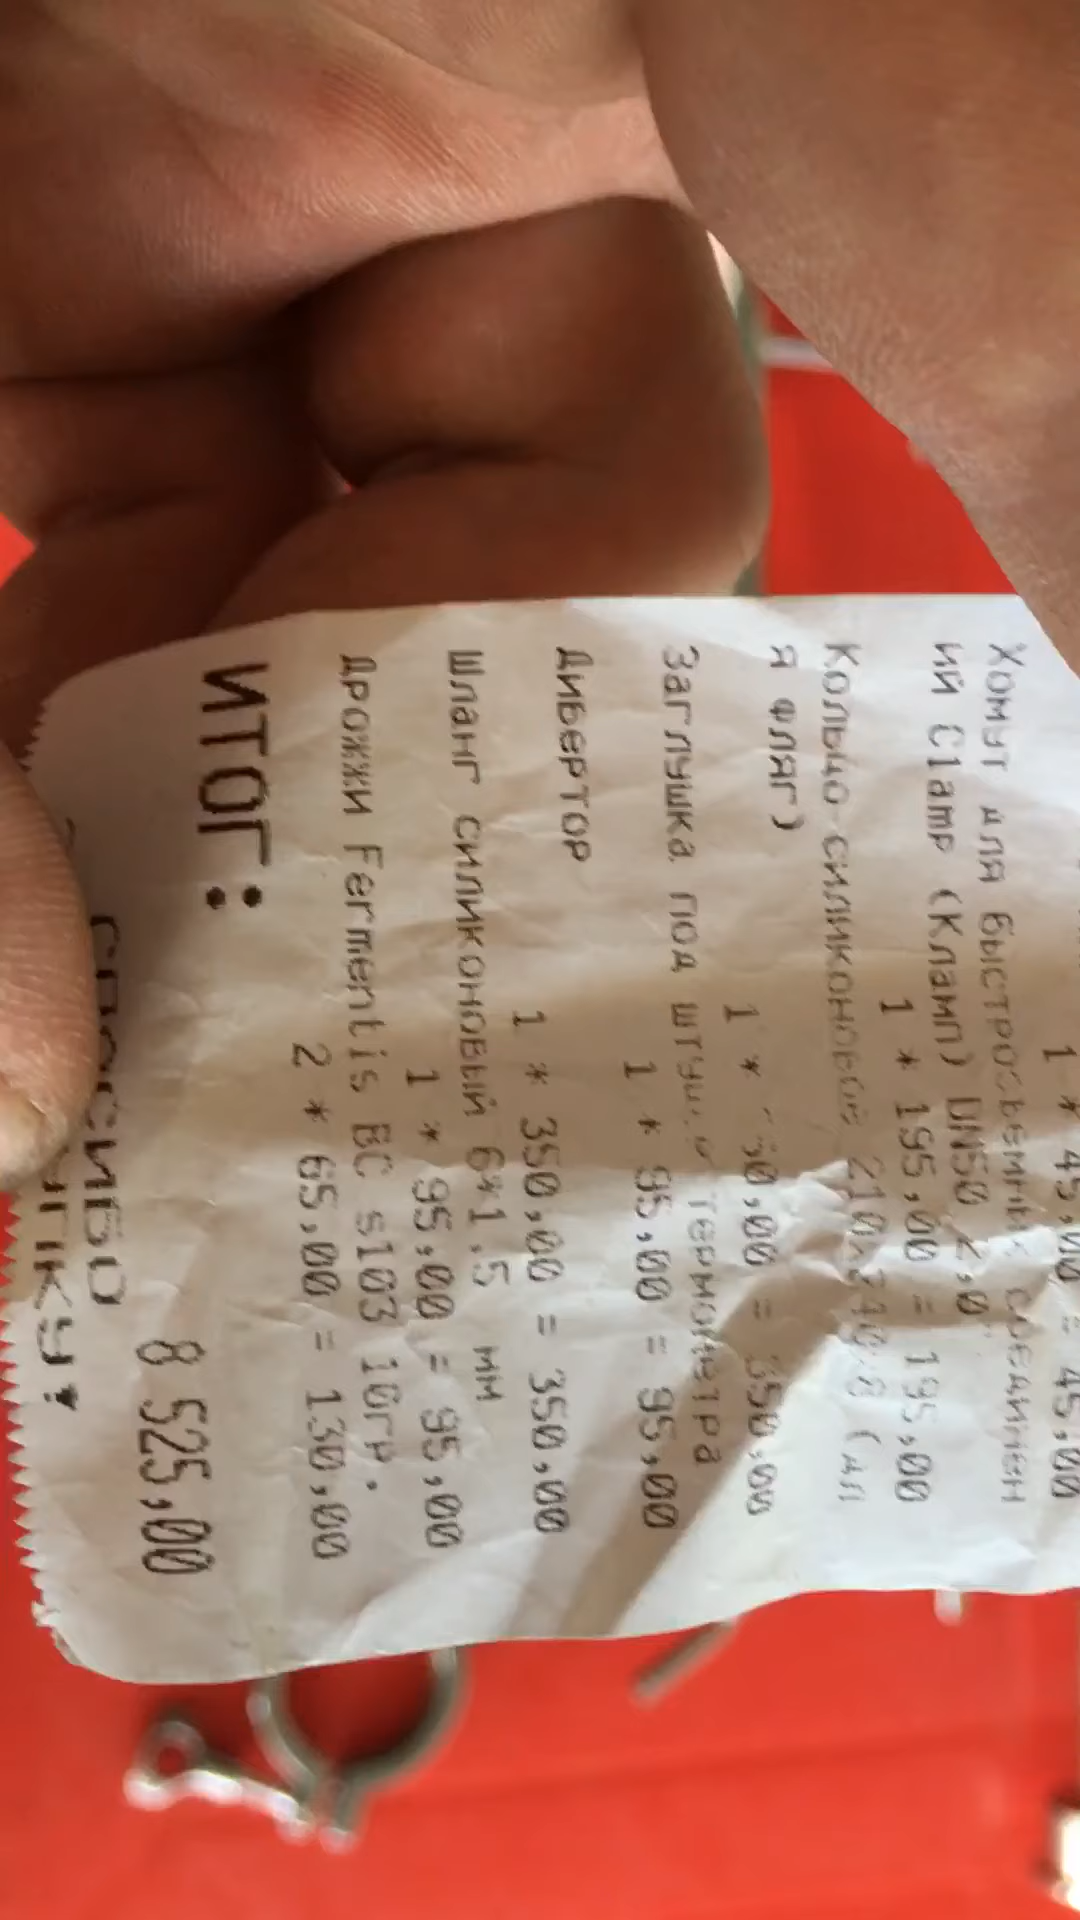 1 * 45,00 = 45,00
Хомут для быстросъемных соединен
ий Clamp (Кламп) DN50 2,0"
1 * 195,00 = 195,00
Кольцо силиконовое (дл
я фляг)
1 * 350,00 = 350,00
Заглушка под штуцер термометра
1 * 95,00 = 95,00
Дивертор
1 * 350,00 = 350,00
Шланг силиконовый 6*1,5 мм
1 * 95,00 = 95,00
Дрожжи Fermentis BC s103 10гр.
2 * 65,00 = 130,00
ИТОГ:
8 525,00
СПАСИБО